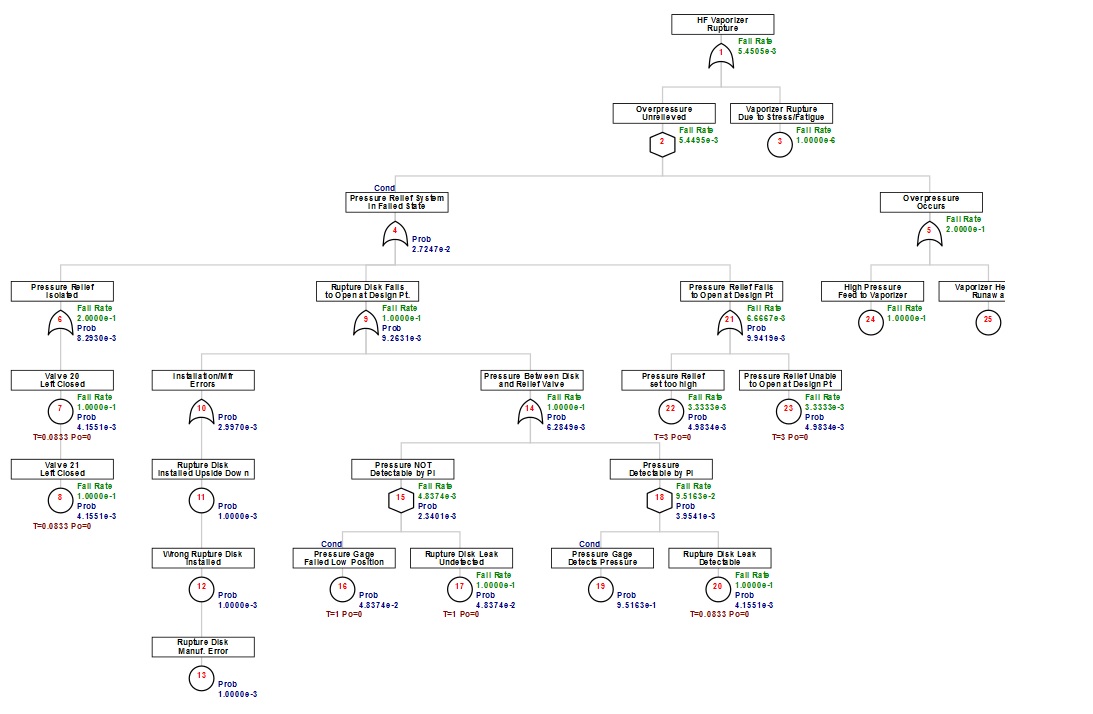 HF Vaporizer
Rupture
Fail Rate
5.4505e-3
1
Overpressure
Unrelieved
Fail Rate
5.4495e-3
2
Vaporizer Rupture
Due to Stress/Fatigue
Fail Rate
1.0000e-6
3
Cond
Pressure Relief System
in Failed State
4
Prob
2.7247e-2
Overpressure
Occurs
Fail Rate
2.0000e-1
5
Pressure Relief
Isolated
Fail Rate
2.0000e-1
Prob
8.2930e-3
6
Rupture Disk Fails
to Open at Design Pt.
Fail Rate
1.0000e-1
Prob
9.2631e-3
9
Pressure Relief Fails
to Open at Design Pt
Fail Rate
6.6667e-3
Prob
9.9419e-3
21
High Pressure
Feed to Vaporizer
Fail Rate
1.0000e-1
24
Vaporizer He
Runaw a
25
Valve 20
Left Closed
Fail Rate
1.0000e-1
Prob
4.1551e-3
7
T=0.0833 Po=0
Installation/Mfr
Errors
10
Prob
2.9970e-3
Pressure Between Disk
and Relief Valve
Fail Rate
1.0000e-1
Prob
6.2849e-3
14
Pressure Relief
set too high
Fail Rate
3.3333e-3
Prob
4.9834e-3
22
T=3 Po=0
Pressure Relief Unable
to Open at Design Pt
Fail Rate
3.3333e-3
Prob
4.9834e-3
23
T=3 Po=0
Valve 21
Left Closed
Fail Rate
1.0000e-1
Prob
4.1551e-3
8
T=0.0833 Po=0
Rupture Disk
Installed Upside Down
11
Prob
1.0000e-3
Pressure NOT
Detectable by PI
Fail Rate
4.8374e-3
Prob
2.3401e-3
15
Pressure
Detectable by PI
Fail Rate
9.5163e-2
Prob
3.9541e-3
18
Wrong Rupture Disk
Installed
12
Prob
1.0000e-3
Cond
Pressure Gage
Failed Low Position
16
Prob
4.8374e-2
T=1 Po=0
Rupture Disk Leak
Undetected
Fail Rate
1.0000e-1
Prob
4.8374e-2
17
T=1 Po=0
Cond
Pressure Gage
Detects Pressure
19
Prob
9.5163e-1
Rupture Disk Leak
Detectable
Fail Rate
1.0000e-1
Prob
4.1551e-3
20
T=0.0833 Po=0
Rupture Disk
Manuf. Error
13
Prob
1.0000e-3